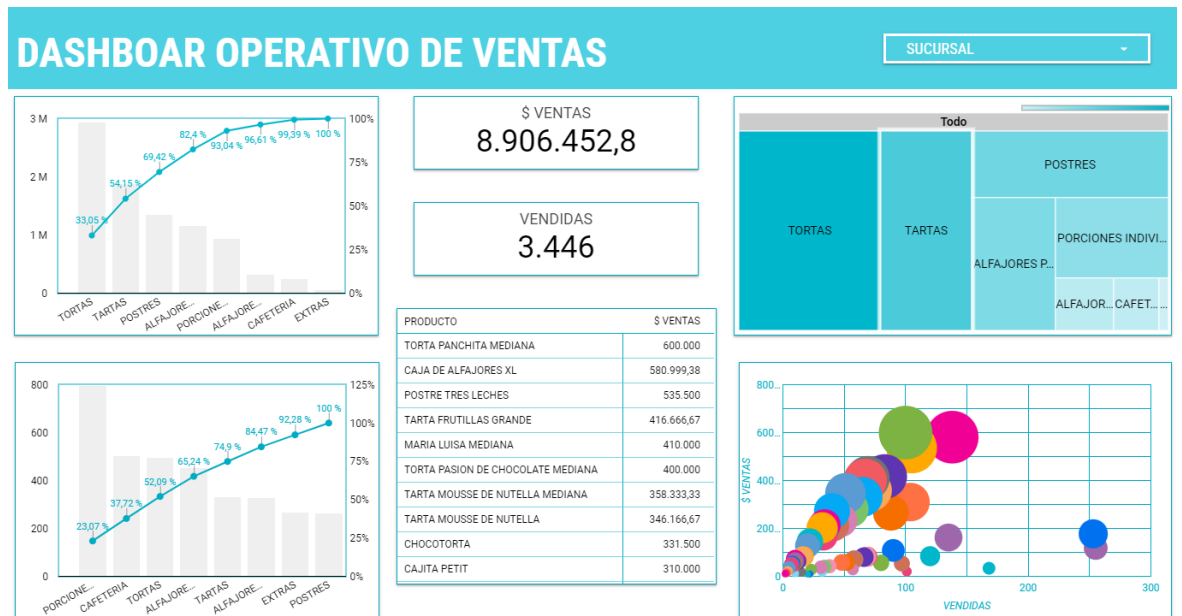 DASHBOAR OPERATIVO DE VENTAS
SUCURSAL
3 M
2 M
1 M
0
100%
75%
50%
25%
0%
33,05 %
54,15 %
69,42 %
82,4 %
93,04 %
96,61 %
99,39 %
100 %
TORTAS
TARTAS
POSTRES
ALFAJORE...
PORCIONE...
ALFAJORE...
CAFETERIA
EXTRAS
$ VENTAS
8.906.452,8
VENDIDAS
3.446
Todo
TORTAS
TARTAS
POSTRES
ALFAJORES P...
PORCIONES INDIVI...
ALFAJOR...
CAFET...
...
800
600
400
200
0
125%
100%
75%
50%
25%
0%
23,07 %
37,72 %
52,09 %
65,24 %
74,9 %
84,47 %
92,28 %
100 %
PORCIONE...
CAFETERIA
TORTAS
ALFAJORE...
TARTAS
ALFAJORE...
EXTRAS
POSTRES
PRODUCTO $ VENTAS
TORTA PANCHITA MEDIANA 600.000
CAJA DE ALFAJORES XL 580.999,38
POSTRE TRES LECHES 535.500
TARTA FRUTILLAS GRANDE 416.666,67
MARIA LUISA MEDIANA 410.000
TORTA PASION DE CHOCOLATE MEDIANA 400.000
TARTA MOUSSE DE NUTELLA MEDIANA 358.333,33
TARTA MOUSSE DE NUTELLA 346.166,67
CHOCOTORTA 331.500
CAJITA PETIT 310.000
$ VENTAS
800...
600...
400...
200...
0
0
100
200
300
VENDIDAS